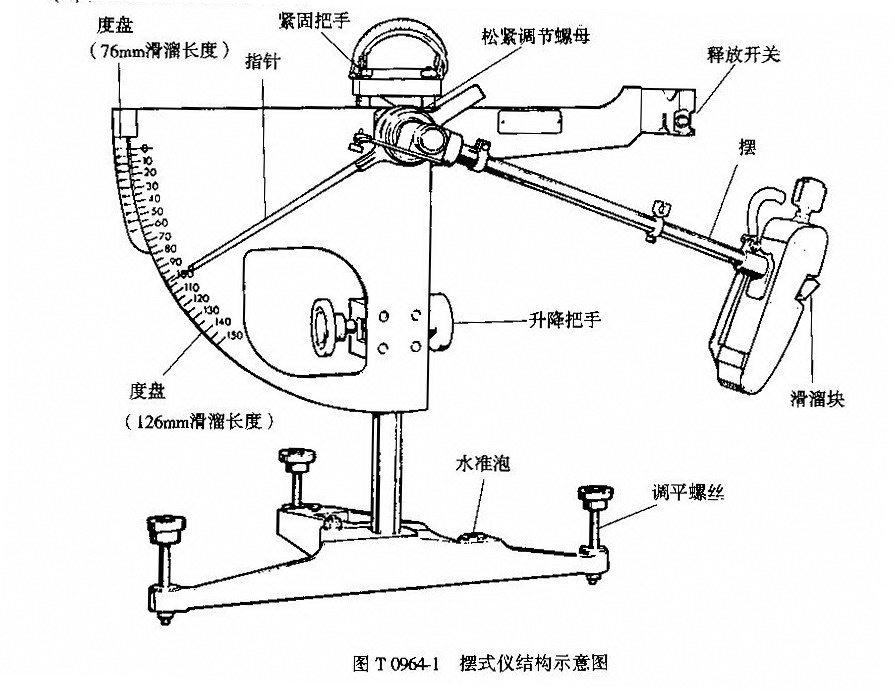 度盘
（76mm滑溜长度）
指针
紧固把手
松紧调节螺母
释放开关
摆
0
10
20
30
40
50
60
70
80
90
100
110
120
130
140
150
升降把手
滑溜块
度盘
（126mm滑溜长度）
水准泡
调平螺丝
图 T 0964-1 摆式仪结构示意图